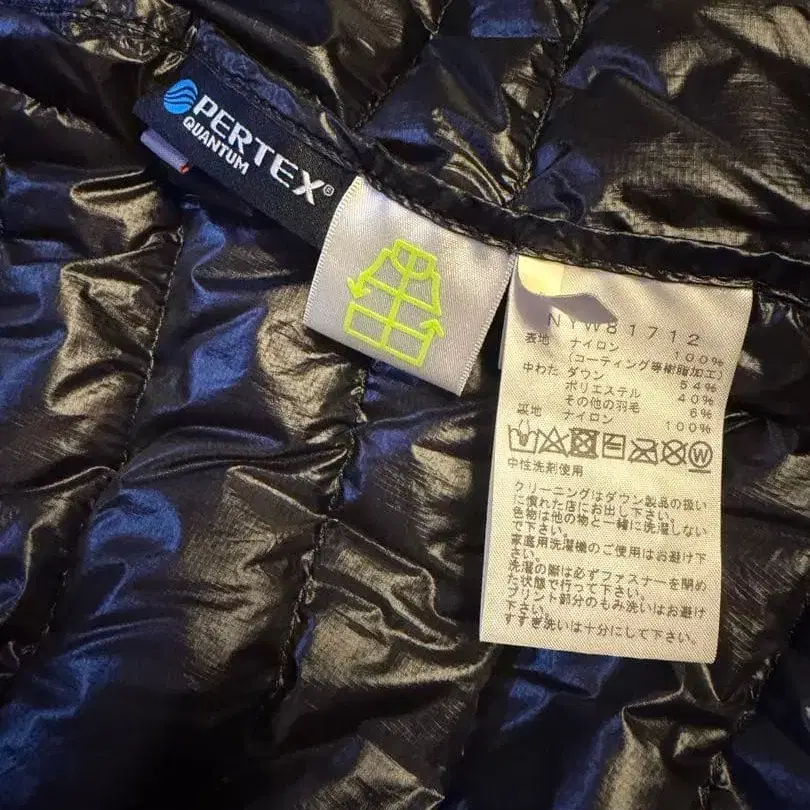 PERTEX®
QUANTUM
NYW81712
表地 ナイロン 100%
(コーティング等樹脂加工)
中わた ダウン 54%
ポリエステル 40%
その他の羽毛 6%
裏地 ナイロン 100%
W
中性洗剤使用
クリーニングはダウン製品の扱い
に慣れた店にお出し下さい。
色物は他の物と一緒に洗濯しない
で下さい。
家庭用洗濯機のご使用はお避け下
さい。
洗濯の際は必ずファスナーを閉め
た状態で行って下さい。
プリント部分のもみ洗いはお避け
下さい。
すすぎ洗いは十分にして下さい。